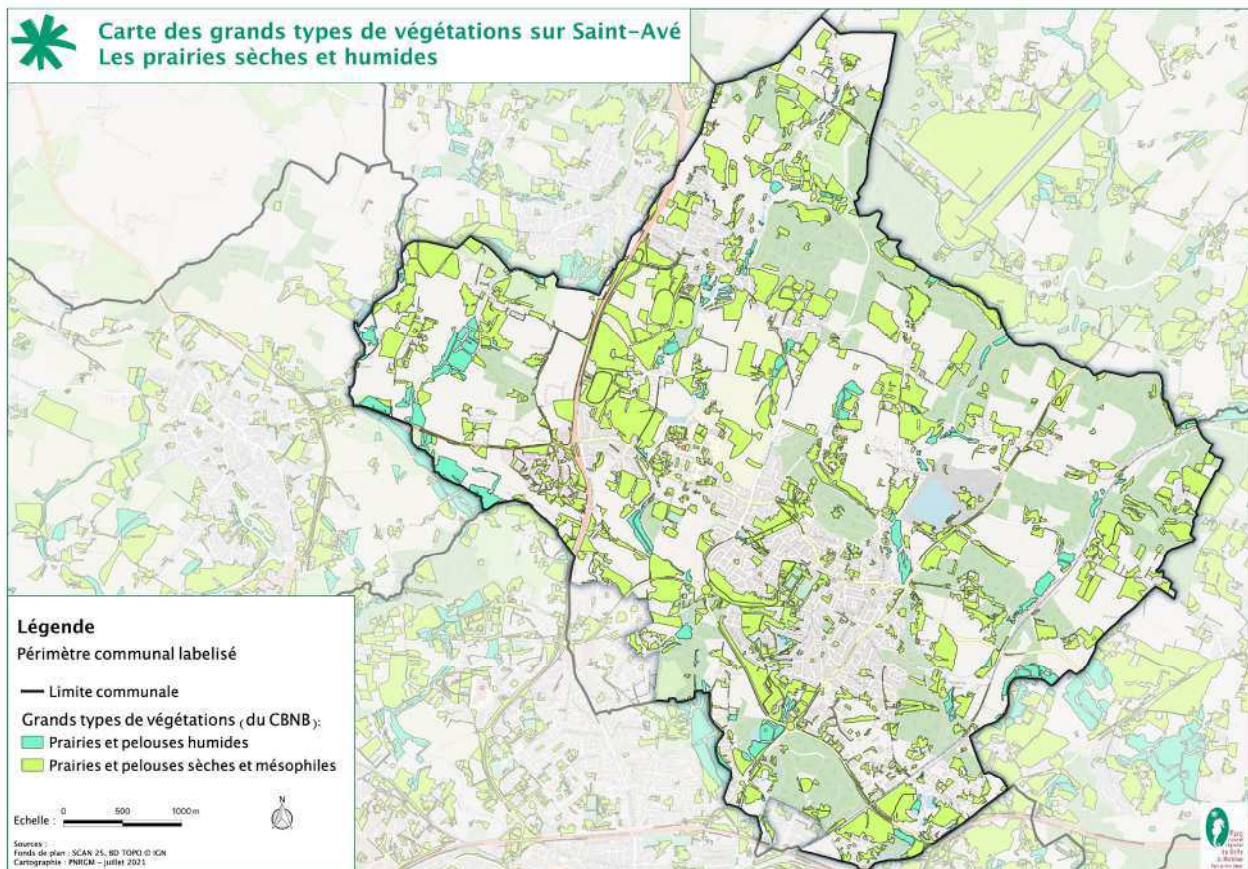 Carte des grands types de végétations sur Saint-Avé
Les prairies sèches et humides
Légende
Périmètre communal labelisé
Limite communale
Grands types de végétations (du CBNB):
Prairies et pelouses humides
Prairies et pelouses sèches et mésophiles
Echelle :
0 500 1000 m
N
Sources :
Fonds de plan : SCAN 25, BD TOPO © IGN
Cartographie : PNRGM - juillet 2021
Parc